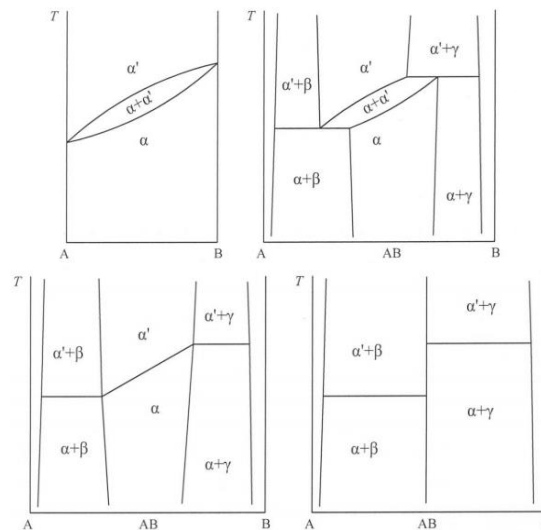 T
α'
α+α'
α
A B
T
α'+γ
α'
α'+β
α+α'
α
α+β
α+γ
A AB B
T
α'+γ
α'
α'+β
α
α+β
α+γ
A AB B
T
α'+γ
α'+β
α+γ
α+β
A AB